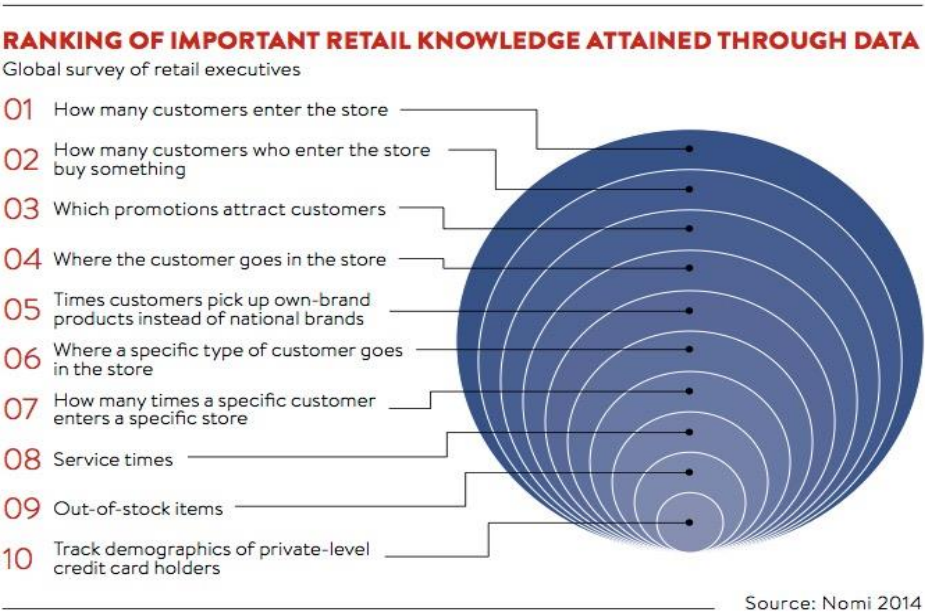 RANKING OF IMPORTANT RETAIL KNOWLEDGE ATTAINED THROUGH DATA
Global survey of retail executives
01 How many customers enter the store
02 How many customers who enter the store
buy something
03 Which promotions attract customers
04 Where the customer goes in the store
05 Times customers pick up own-brand
products instead of national brands
06 Where a specific type of customer goes
in the store
07 How many times a specific customer
enters a specific store
08 Service times
09 Out-of-stock items
10 Track demographics of private-level
credit card holders
Source: Nomi 2014